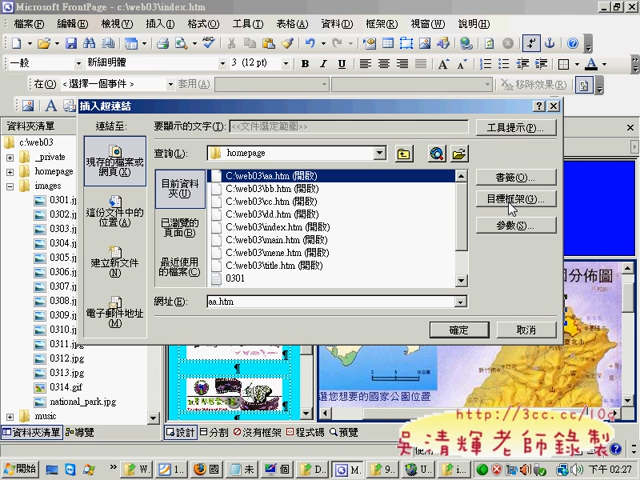 Microsoft FrontPage - c:\web03\index.htm
檔案(F) 編輯(E) 檢視(V) 插入(I) 格式(O) 工具(T) 表格(A) 資料(D) 框架(R) 視窗(W) 說明(H)
一般 新細明體 3 (12 pt) B I U
在(O) <選擇一個事件> 套用(A) 移除效果(R)
資料夾清單
c:\web03
_private
homepage
images
0301.j
0302.j
0303.j
0304.j
0305.j
0306.j
0307.j
0308.j
0309.j
0310.j
0311.jpg
0312.jpg
0313.jpg
0314.gif
national_park.jpg
music
資料夾清單 導覽
插入超連結
連結至:
要顯示的文字(T): <<文件選定範圍>>
工具提示(P)...
現存的檔案或網頁(X)
這份文件中的位置(A)
建立新文件(N)
電子郵件地址(M)
查詢(L): homepage
目前資料夾(U)
已瀏覽的頁面(B)
最近使用的檔案(C)
C:\web03\aa.htm (開啟)
C:\web03\bb.htm (開啟)
C:\web03\cc.htm (開啟)
C:\web03\dd.htm (開啟)
C:\web03\index.htm (開啟)
C:\web03\main.htm (開啟)
C:\web03\mene.htm (開啟)
C:\web03\title.htm (開啟)
0301
書籤(O)...
目標框架(G)...
參數(S)...
網址(E): aa.htm
確定 取消
分佈圖
選您想要的國家公園位置
設計 分割 沒有框架 程式碼 預覽
http://3cc.cc/10q
吳清輝老師錄製
開始 下午 02:27